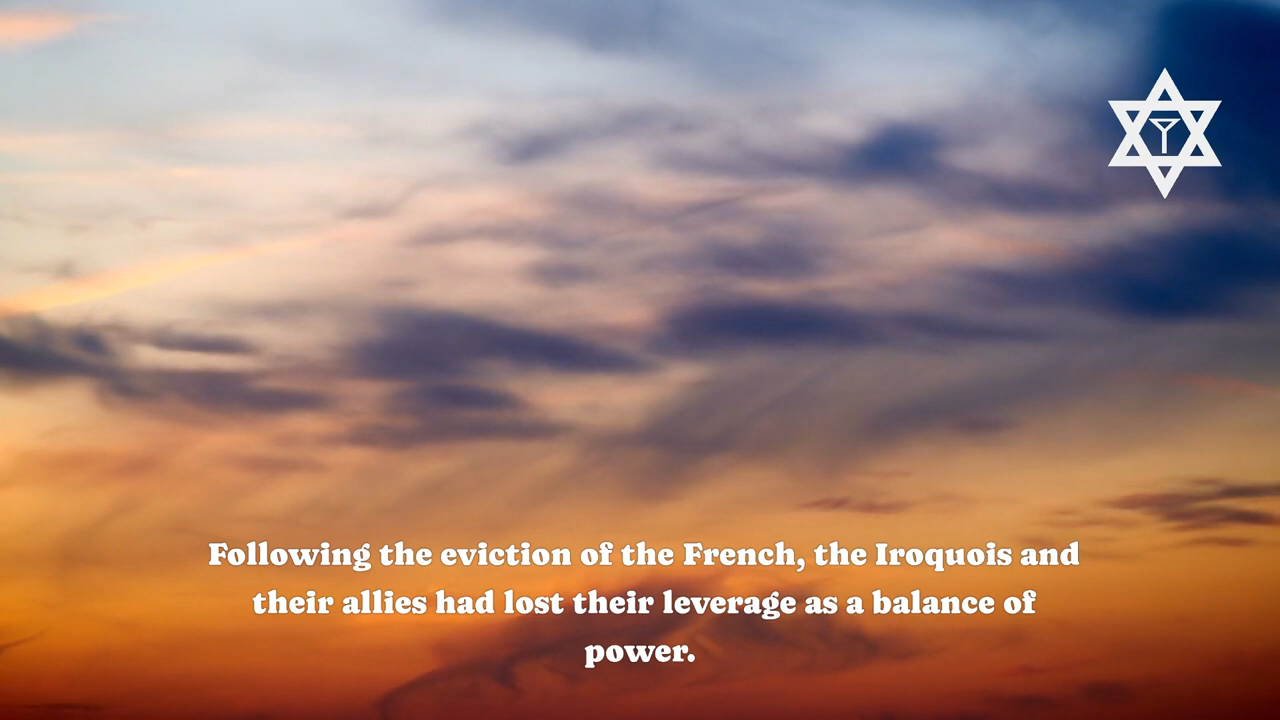 Following the eviction of the French, the Iroquois and
their allies had lost their leverage as a balance of
power.